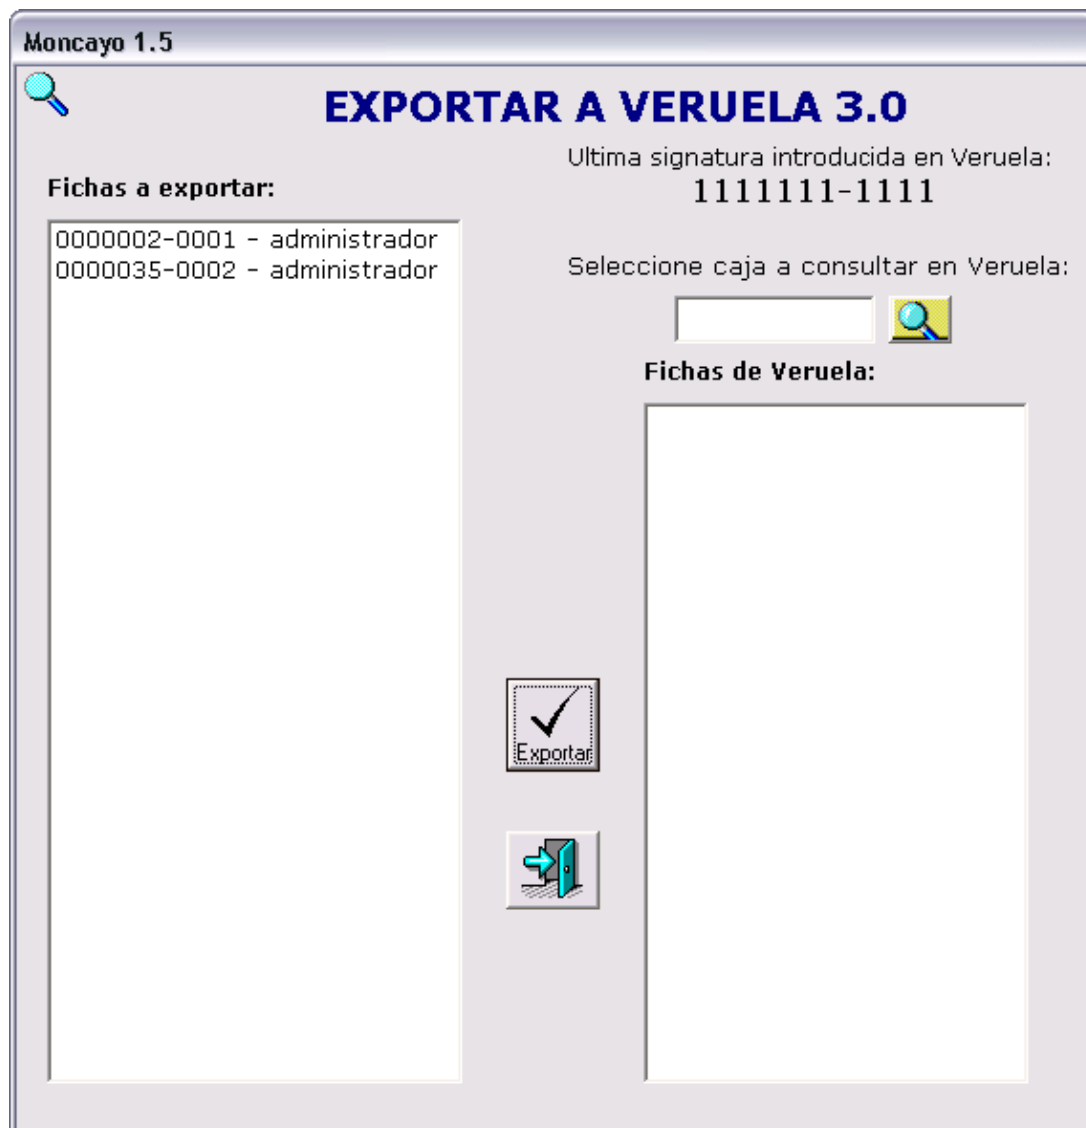 Moncayo 1.5
EXPORTAR A VERUELA 3.0
Ultima signatura introducida en Veruela:
1111111-1111
Fichas a exportar:
0000002-0001 - administrador
0000035-0002 - administrador
Seleccione caja a consultar en Veruela:
Fichas de Veruela:
Exportar